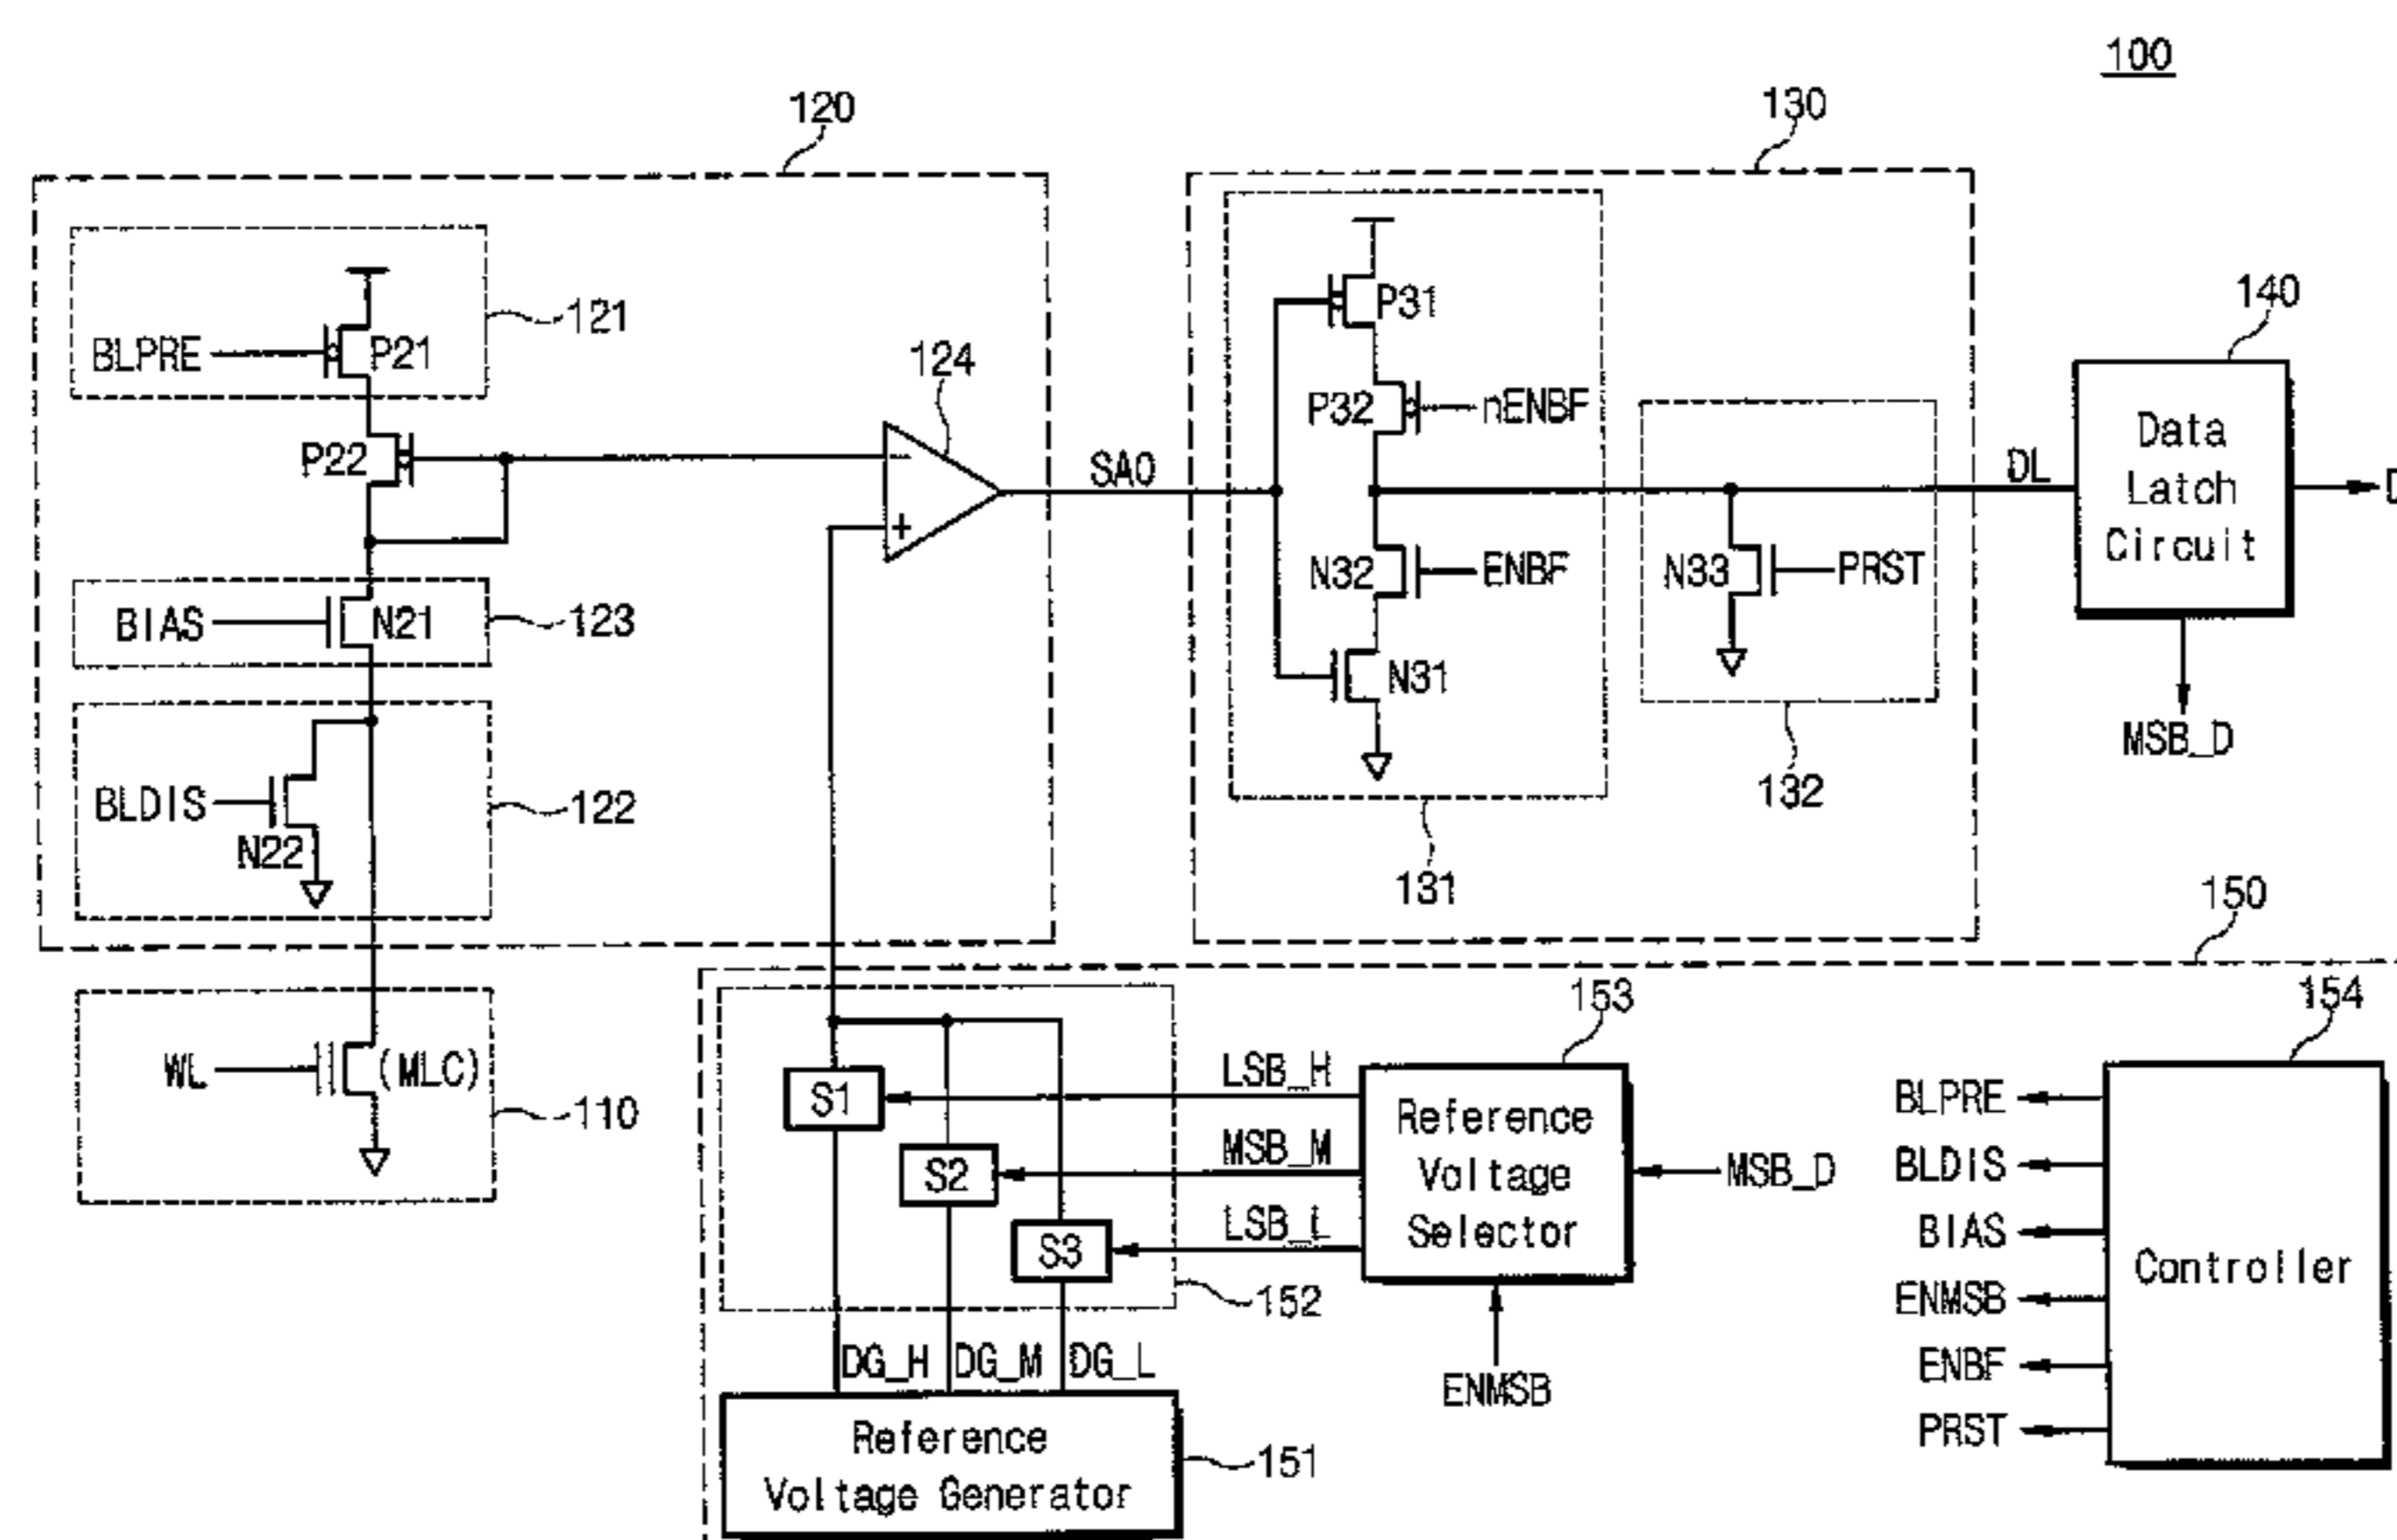 100
120
130
121
BLPRE
P21
P22
124
SAO
BIAS
N21
123
BLDIS
N22
122
P31
P32
nENBF
N32
ENBF
N31
131
N33
PRST
132
DL
140
Data
Latch
Circuit
MSB_D
WL
(MLC)
110
150
152
S1
S2
S3
LSB_H
MSB_M
LSB_L
153
Reference
Voltage
Selector
MSB_D
ENMSB
DG_H
DG_M
DG_L
Reference
Voltage Generator
151
154
Controller
BLPRE
BLDIS
BIAS
ENMSB
ENBF
PRST